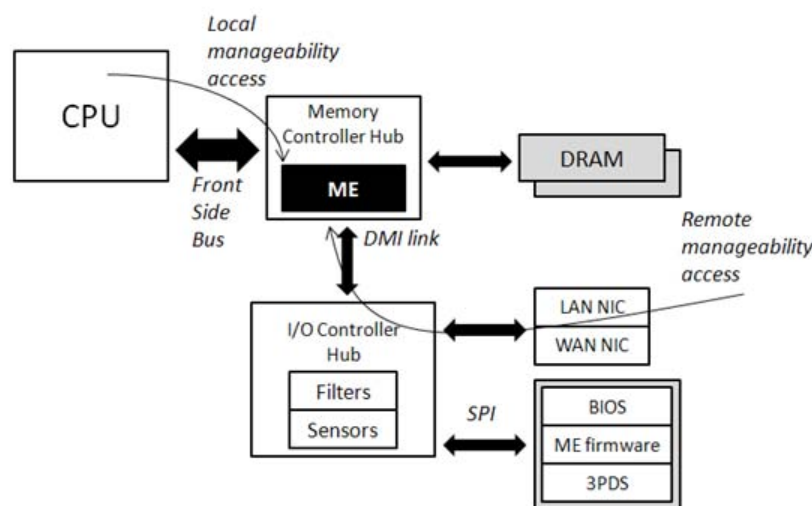 Local
manageability
access
CPU
Memory
Controller Hub
ME
DRAM
Front
Side
Bus
DMI link
Remote
manageability
access
I/O Controller
Hub
Filters
Sensors
LAN NIC
WAN NIC
SPI
BIOS
ME firmware
3PDS